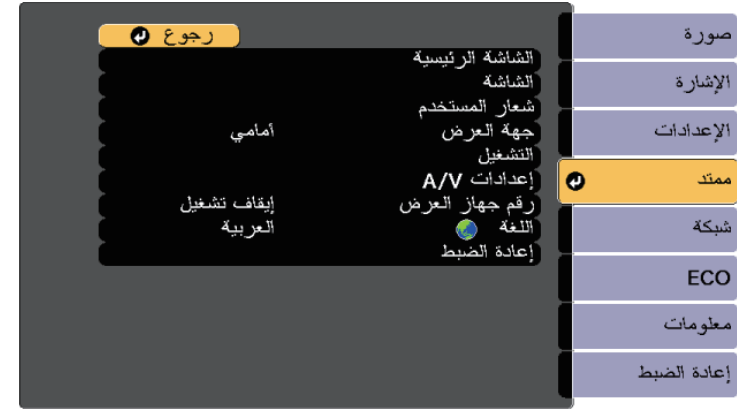 صورة
الإشارة
الإعدادات
ممتد
شبكة
ECO
معلومات
إعادة الضبط
رجوع
الشاشة الرئيسية
الشاشة
شعار المستخدم
جهة العرض أمامي
التشغيل
إعدادات A/V
رقم جهاز العرض إيقاف تشغيل
اللغة العربية
إعادة الضبط